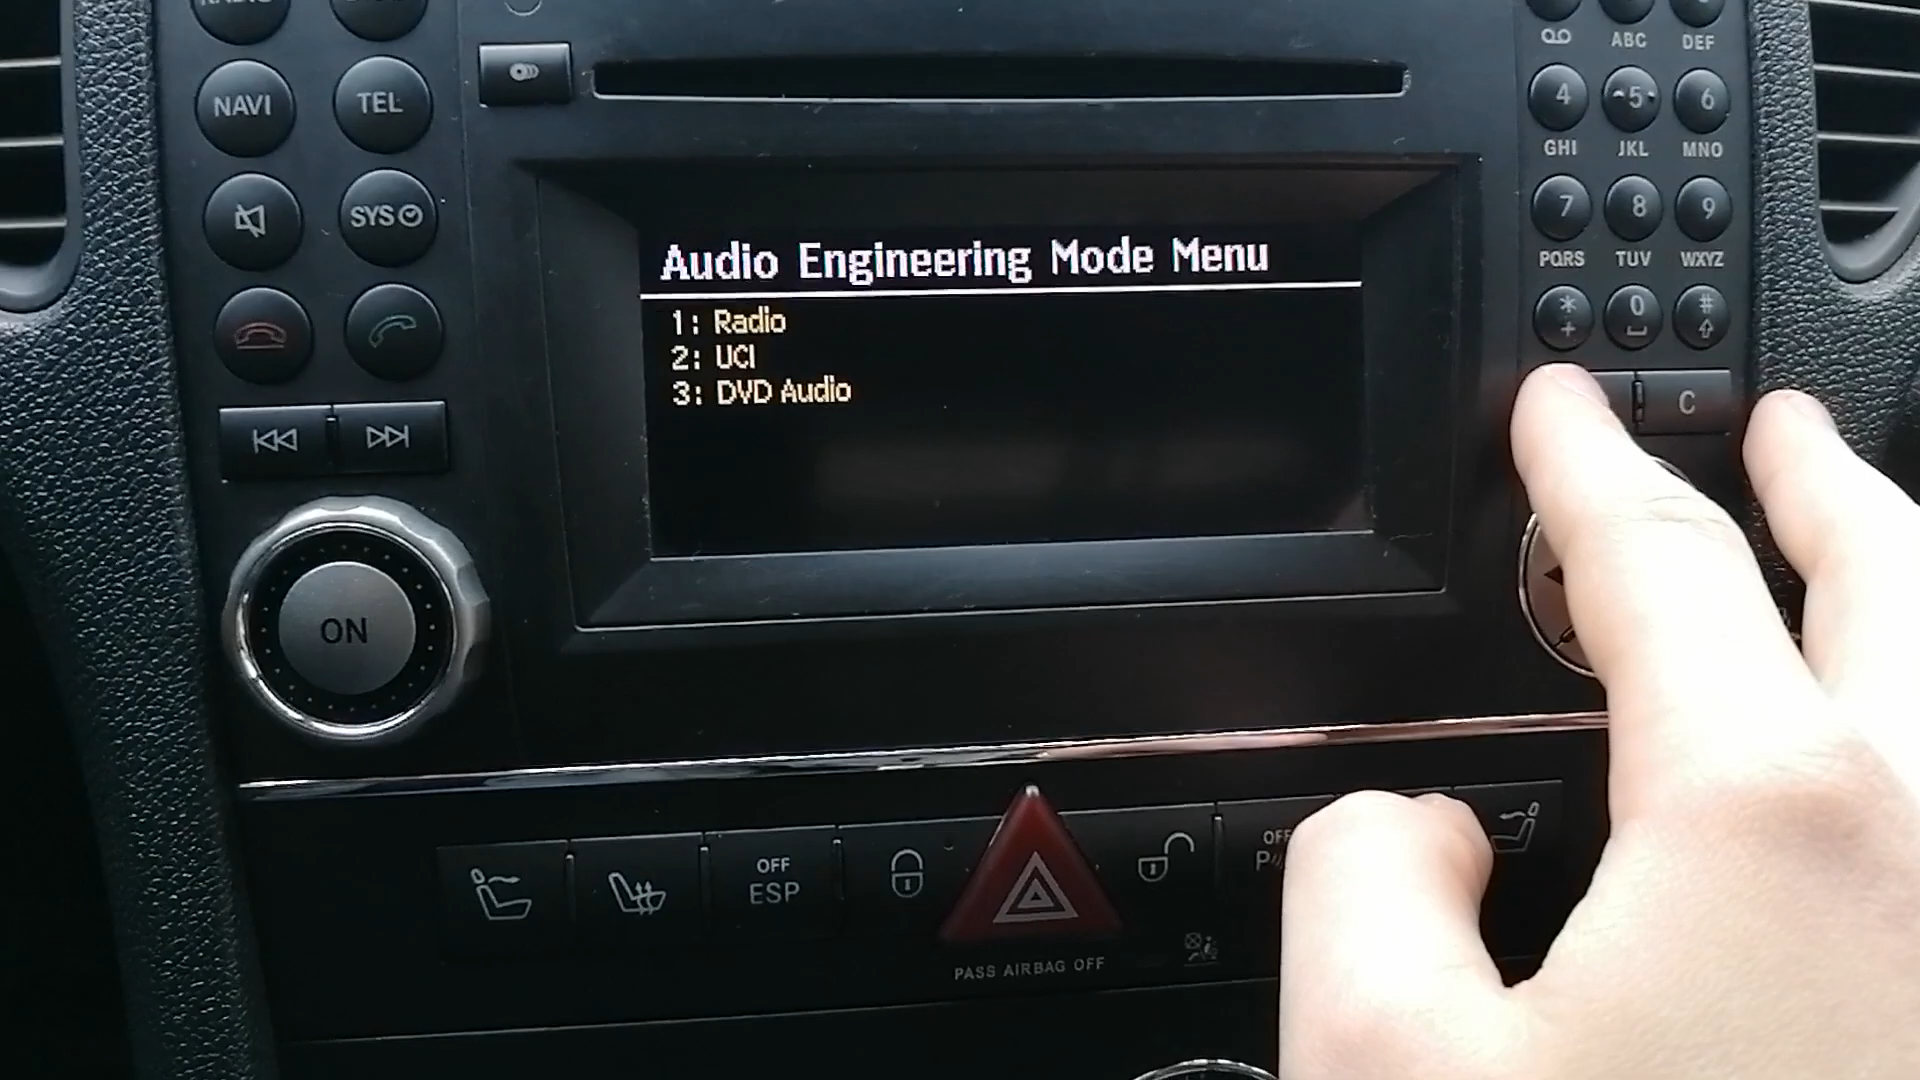 ABC DEF
NAVI TEL
4 5 6
GHI JKL MNO
SYS
7 8 9
PQRS TUV WXYZ
* 0 #
+
Audio Engineering Mode Menu
1: Radio
2: UCI
3: DVD Audio
C
ON
OFF
ESP
OFF
P
PASS AIRBAG OFF